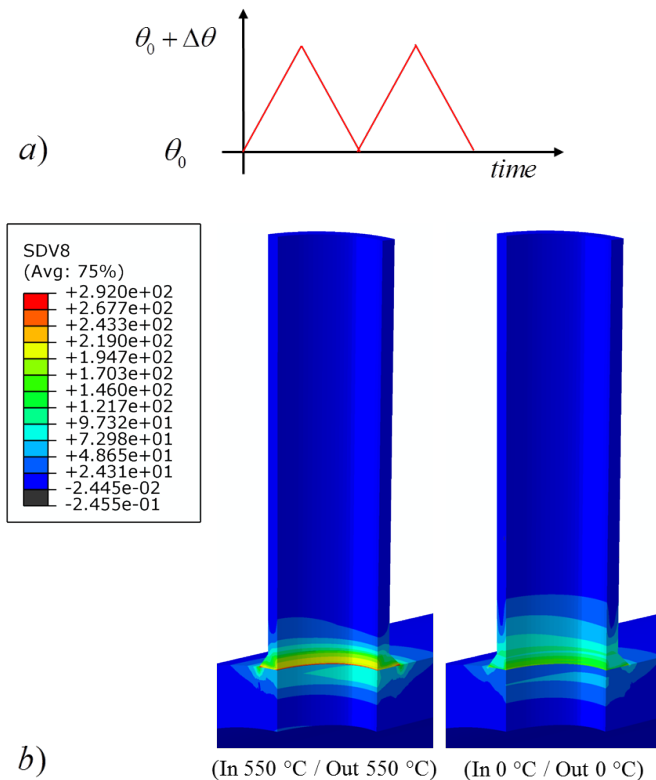 θ₀ + Δθ
a)
θ₀
time
SDV8
(Avg: 75%)
+2.920e+02
+2.677e+02
+2.433e+02
+2.190e+02
+1.947e+02
+1.703e+02
+1.460e+02
+1.217e+02
+9.732e+01
+7.298e+01
+4.865e+01
+2.431e+01
-2.445e-02
-2.455e-01
b)
(In 550 °C / Out 550 °C)
(In 0 °C / Out 0 °C)